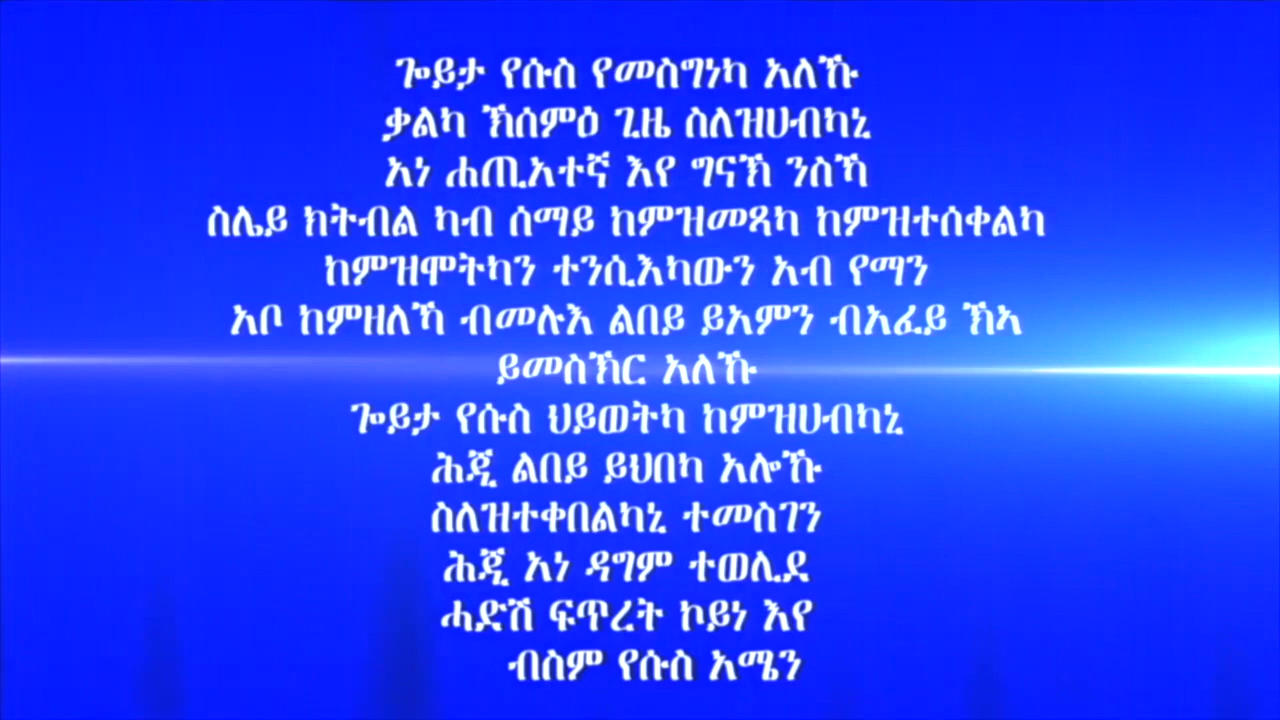 ጐይታ የሱስ የመስግነካ አለኹ
ቃልካ ኽሰምዕ ጊዜ ስለዝሀብካኒ
አነ ሐጢአተኛ እየ ግናኽ ንስኻ
ስሌይ ክትብል ካብ ሰማይ ከምዝመጻካ ከምዝተሰቀልካ
ከምዝሞትካን ተንሲእካውን አብ የማን
አቦ ከምዘለኻ ብመሉእ ልበይ ይአምን ብአፈይ ኽኣ
ይመስኽር አለኹ
ጐይታ የሱስ ህይወትካ ከምዝሀብካኒ
ሕጂ ልበይ ይህበካ አሎኹ
ስለዝተቀበልካኒ ተመስገን
ሕጂ አነ ዳግም ተወሊደ
ሓድሽ ፍጥረት ኮይነ እየ
ብስም የሱስ አሜን